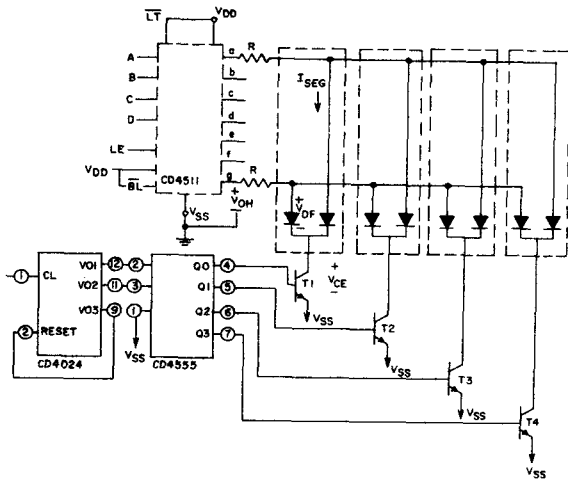 L̅T̅ VDD
A a R
B b
C c ISEG
D d
LE e
VDD f
B̅L̅ CD4511 g R
+ VOH −
+ VDF −
VSS
1 CL VO1 12 2 Q0 4
VO2 11 3 Q1 5
2 RESET VO3 9 1 Q2 6
Q3 7
VSS
CD4024 CD4555
T1 + VCE −
VSS
T2
VSS
T3
VSS
T4
VSS